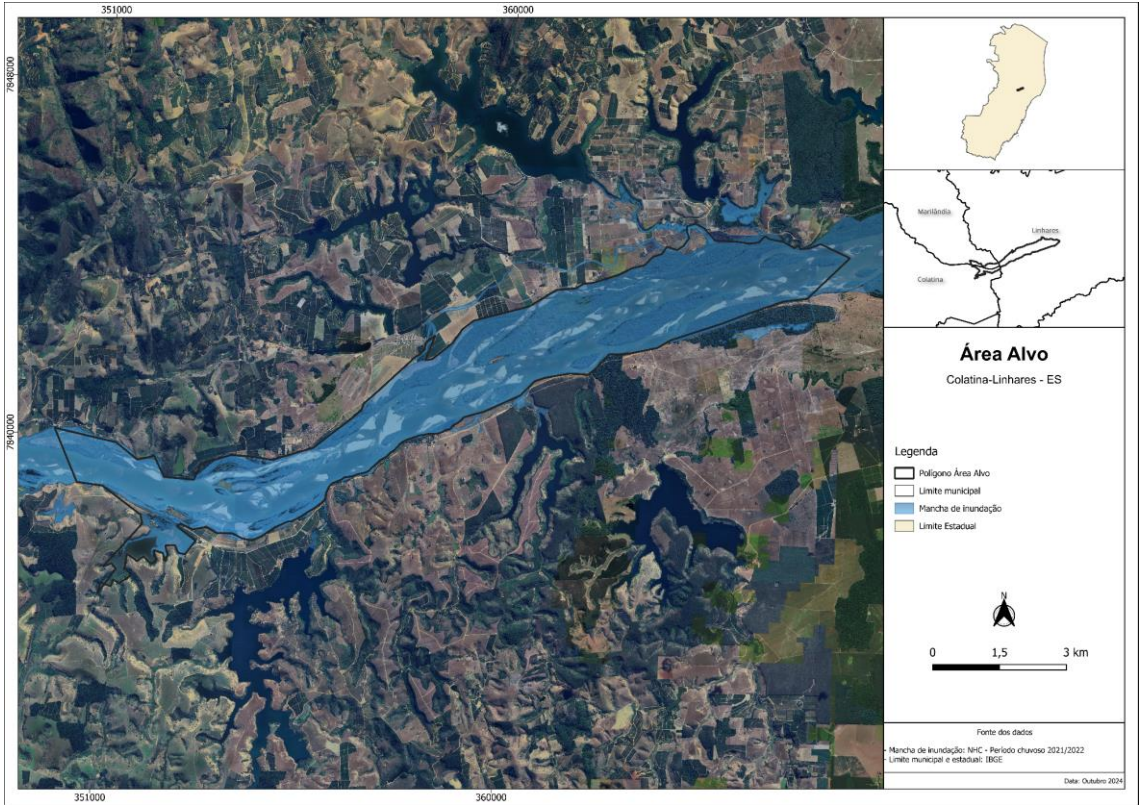 351000
360000
7848000
7840000
351000
360000
Marilândia
Linhares
Colatina
Área Alvo
Colatina-Linhares - ES
Legenda
Polígono Área Alvo
Limite municipal
Mancha de inundação
Limite Estadual
N
0 1,5 3 km
Fonte dos dados
- Mancha de inundação: NHC - Período chuvoso 2021/2022
- Limite municipal e estadual: IBGE
Data: Outubro 2024